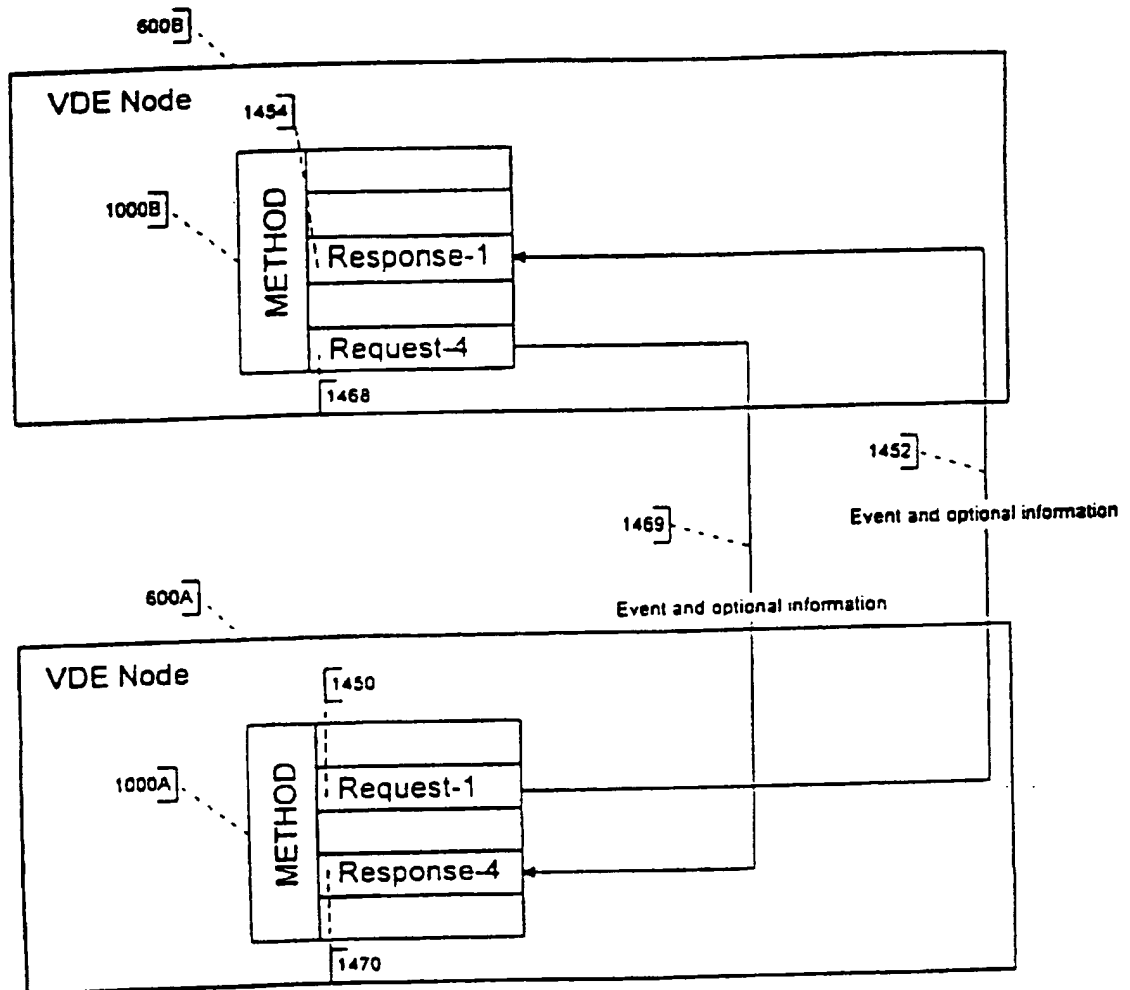 600B
VDE Node
1454
1000B
METHOD
Response-1
Request-4
1468
1452
Event and optional information
1469
600A
Event and optional information
VDE Node
1450
1000A
METHOD
Request-1
Response-4
1470